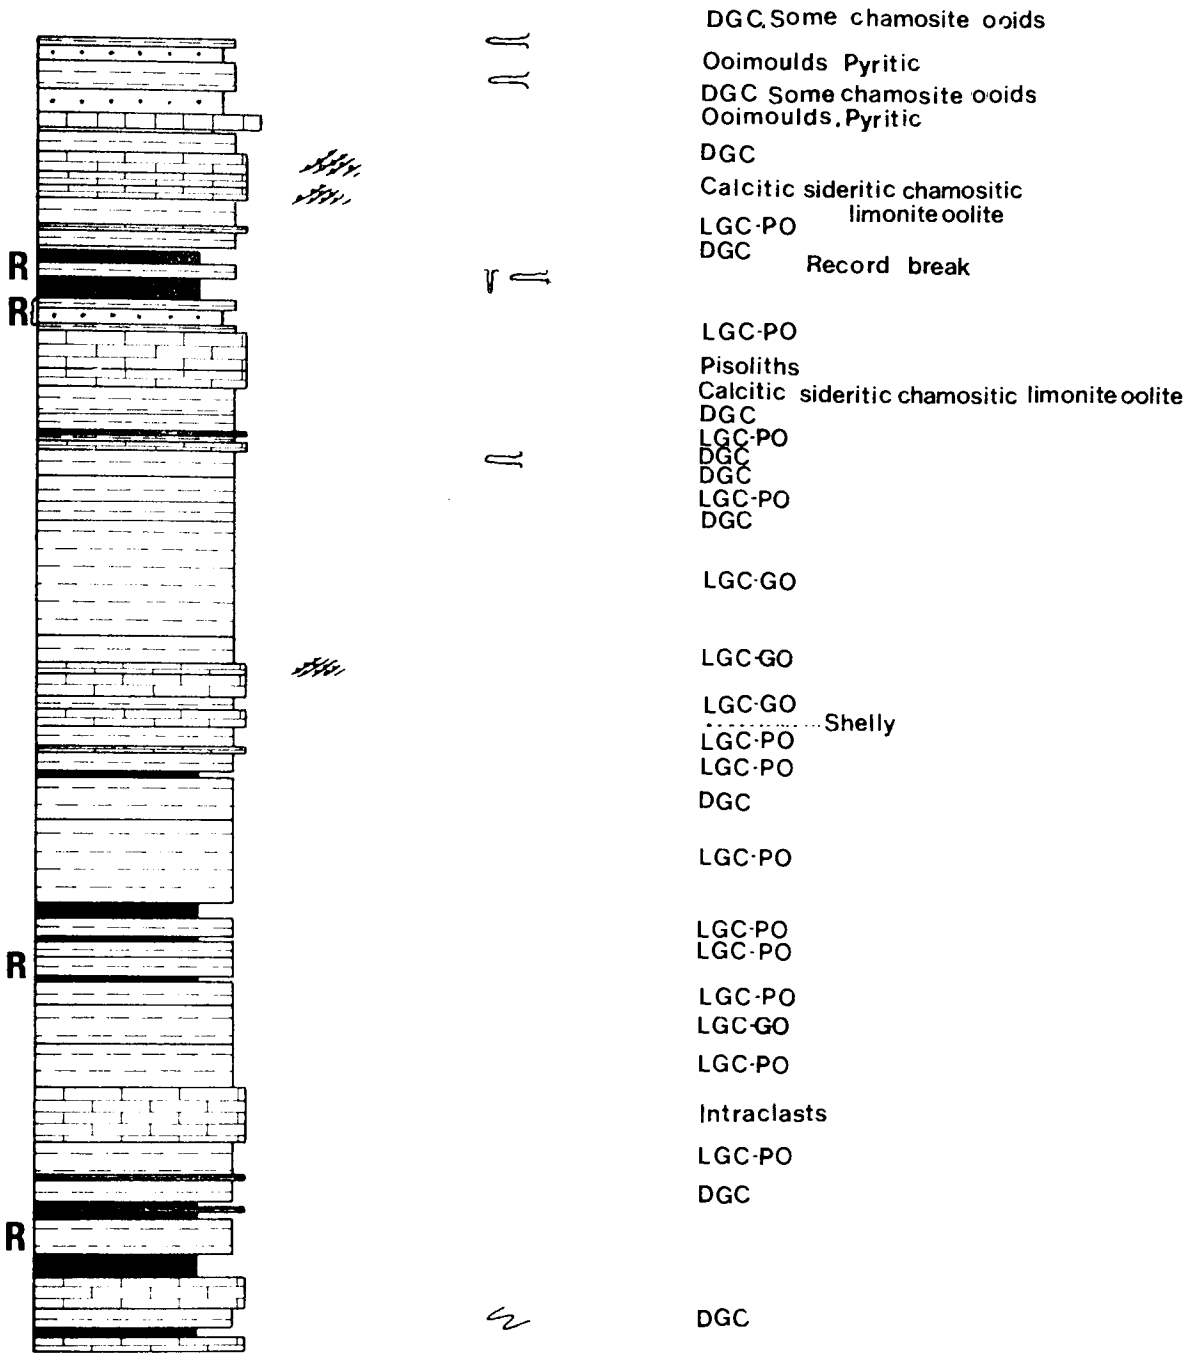 DGC. Some chamosite ooids
Ooimoulds Pyritic
DGC Some chamosite ooids
Ooimoulds. Pyritic
DGC
Calcitic sideritic chamositic
limonite oolite
LGC-PO
DGC
R
Record break
R
LGC-PO
Pisoliths
Calcitic sideritic chamositic limonite oolite
DGC
LGC-PO
DGC
DGC
LGC-PO
DGC
LGC-GO
LGC-GO
LGC-GO
Shelly
LGC-PO
LGC-PO
DGC
LGC-PO
LGC-PO
LGC-PO
R
LGC-PO
LGC-GO
LGC-PO
Intraclasts
LGC-PO
DGC
R
DGC